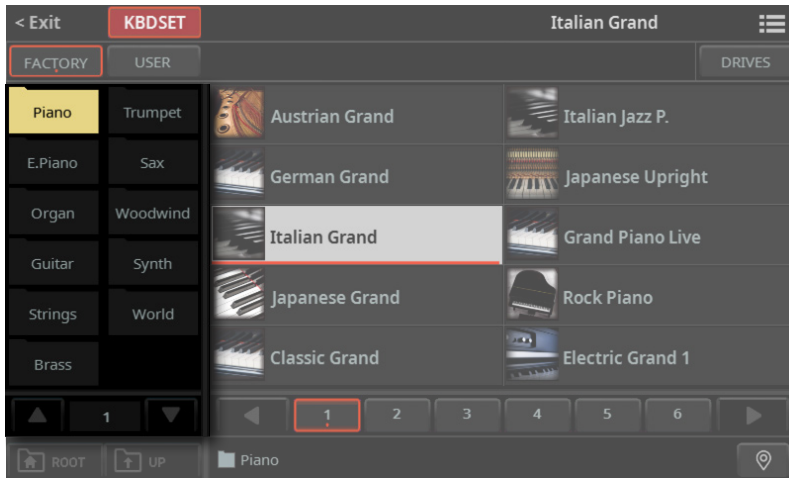 < Exit KBDSET Italian Grand
FACTORY USER DRIVES
Piano Trumpet Austrian Grand Italian Jazz P.
E.Piano Sax German Grand Japanese Upright
Organ Woodwind Italian Grand Grand Piano Live
Guitar Synth Japanese Grand Rock Piano
Strings World Classic Grand Electric Grand 1
Brass
1 1 2 3 4 5 6
ROOT UP Piano